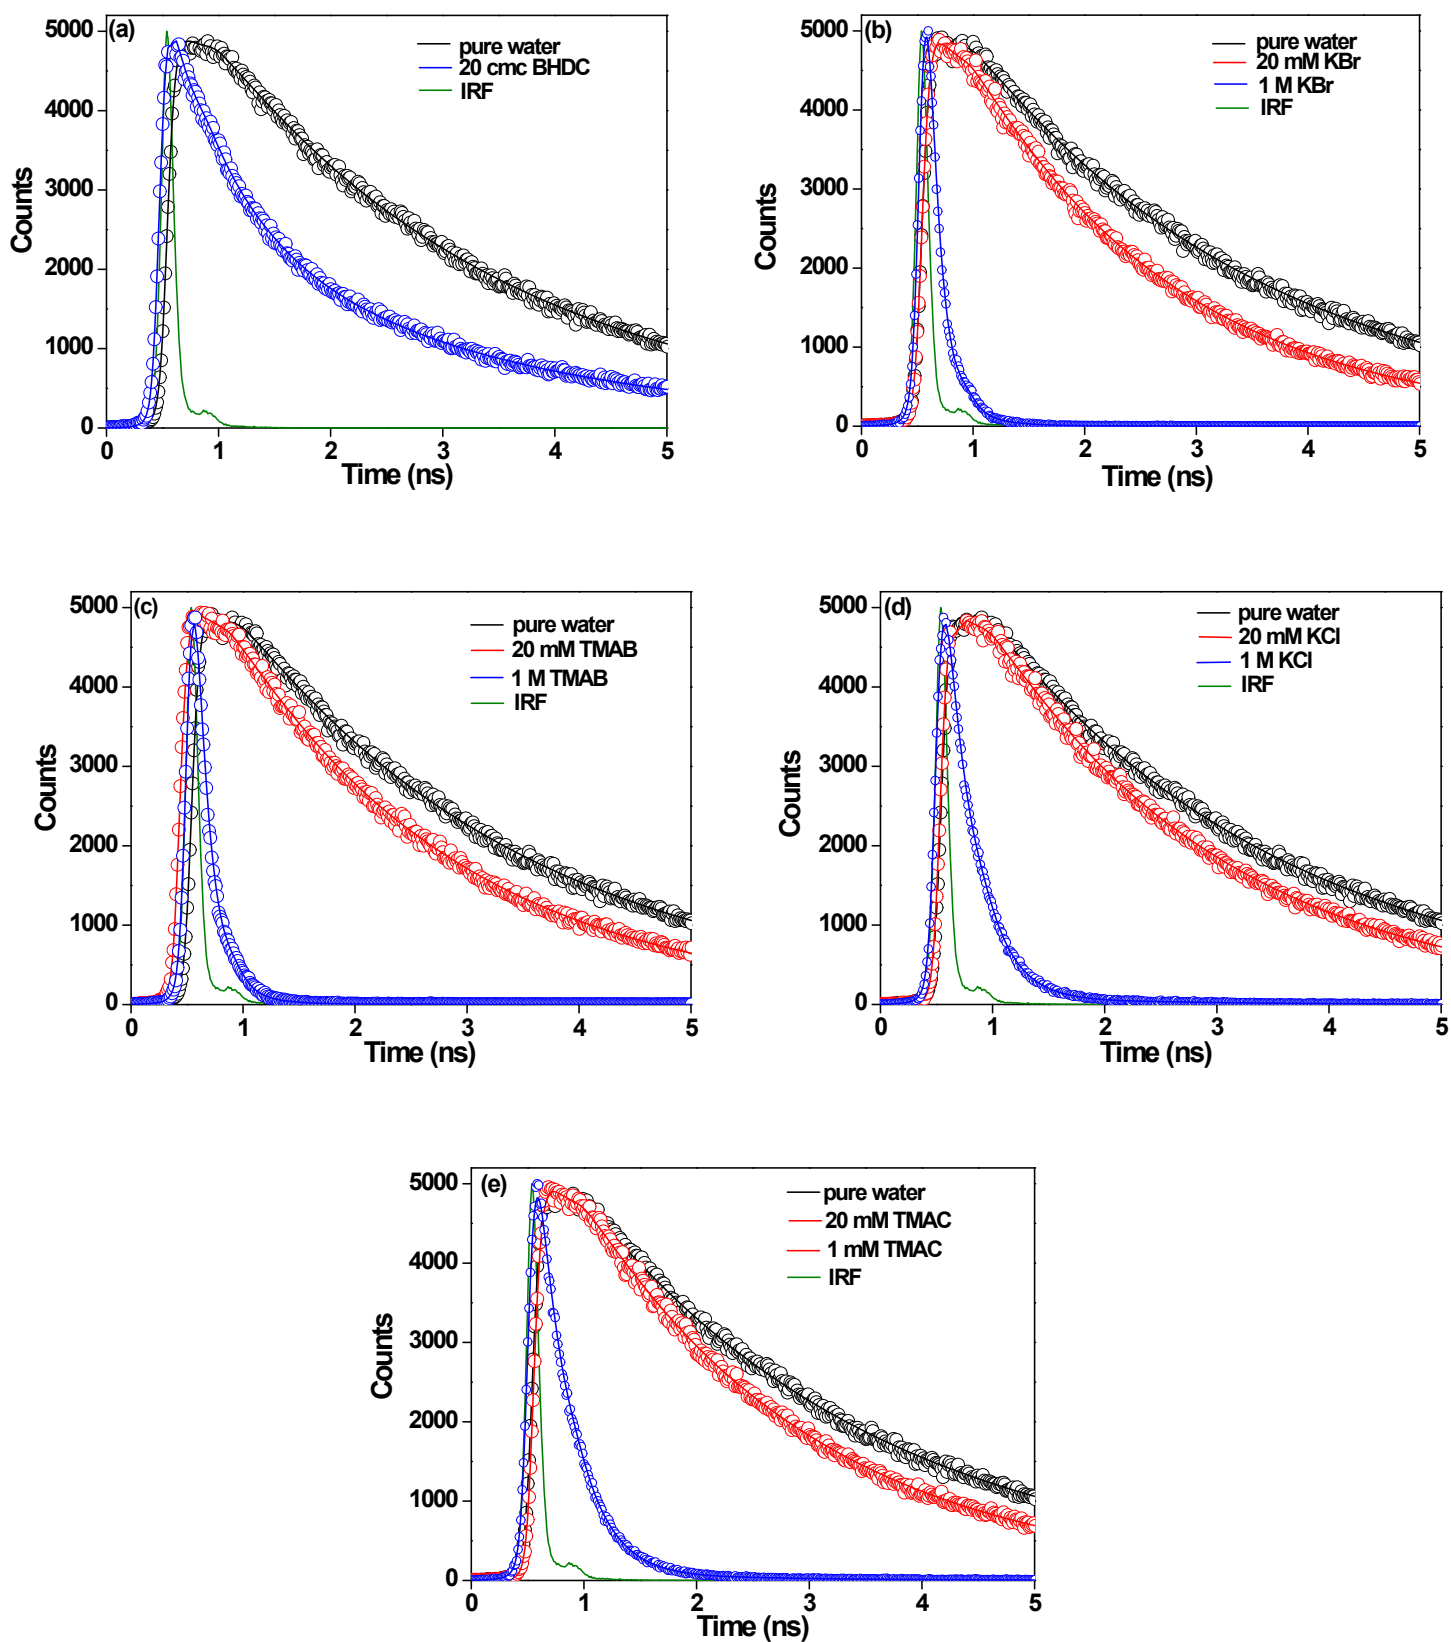 (a)
pure water
20 cmc BHDC
IRF
5000
4000
3000
2000
1000
0
Counts
0 1 2 3 4 5
Time (ns)
(b)
pure water
20 mM KBr
1 M KBr
IRF
5000
4000
3000
2000
1000
0
Counts
0 1 2 3 4 5
Time (ns)
(c)
pure water
20 mM TMAB
1 M TMAB
IRF
5000
4000
3000
2000
1000
0
Counts
0 1 2 3 4 5
Time (ns)
(d)
pure water
20 mM KCl
1 M KCl
IRF
5000
4000
3000
2000
1000
0
Counts
0 1 2 3 4 5
Time (ns)
(e)
pure water
20 mM TMAC
1 mM TMAC
IRF
5000
4000
3000
2000
1000
0
Counts
0 1 2 3 4 5
Time (ns)